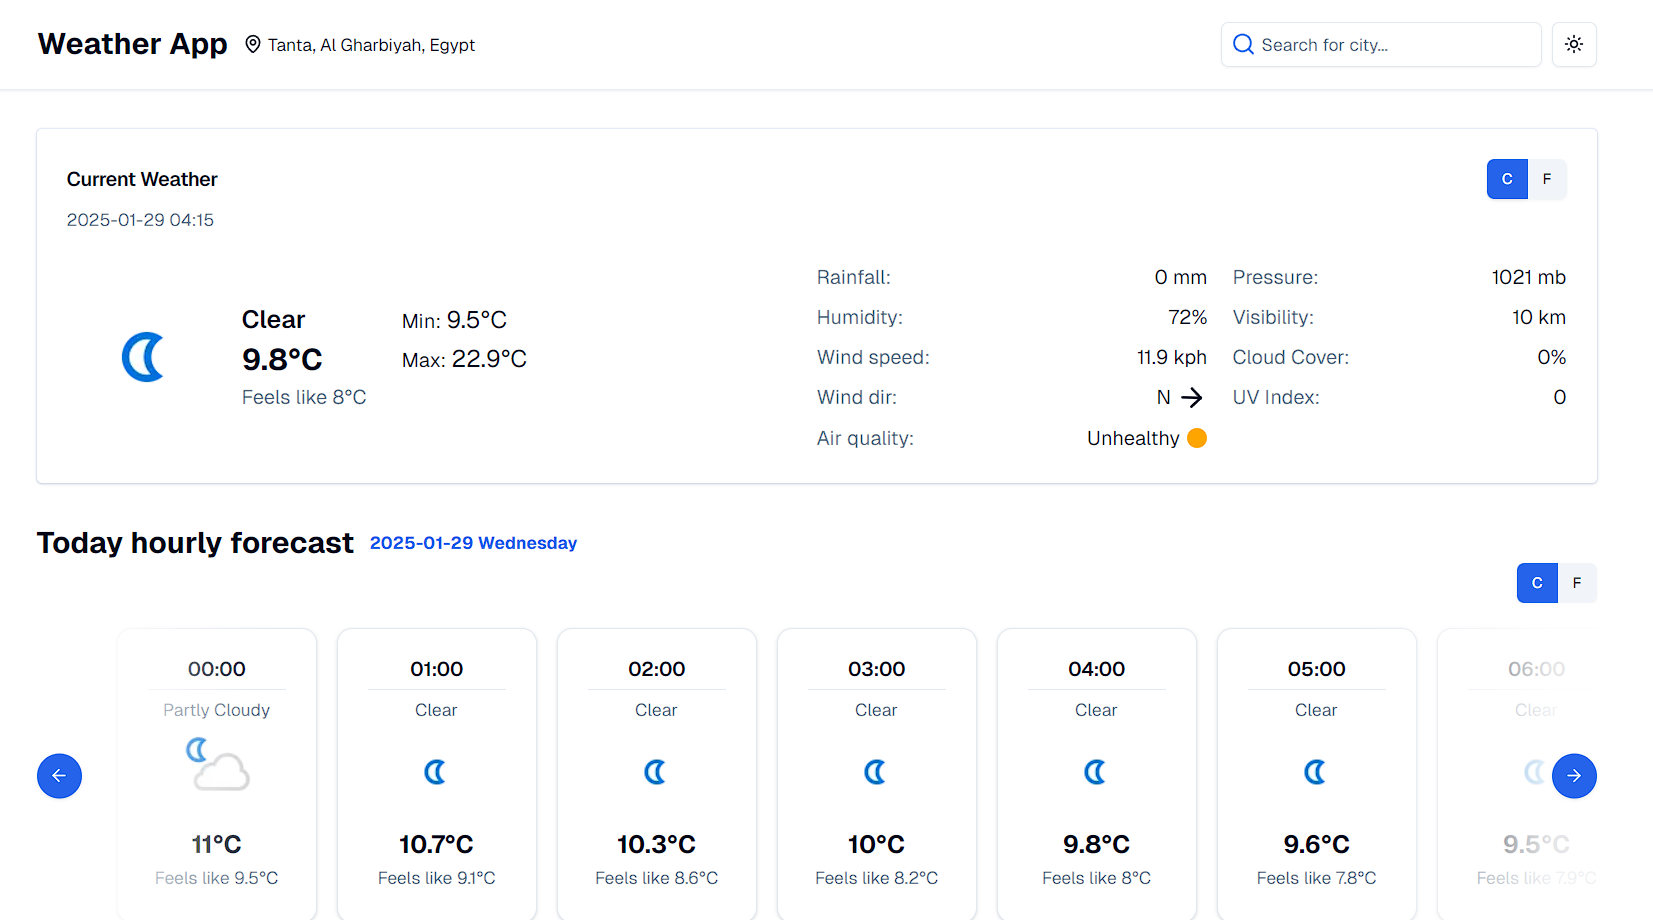 Weather App
Tanta, Al Gharbiyah, Egypt
Search for city...
Current Weather
C F
2025-01-29 04:15
Clear
9.8°C
Feels like 8°C
Min: 9.5°C
Max: 22.9°C
Rainfall: 0 mm
Humidity: 72%
Wind speed: 11.9 kph
Wind dir: N
Air quality: Unhealthy
Pressure: 1021 mb
Visibility: 10 km
Cloud Cover: 0%
UV Index: 0
Today hourly forecast 2025-01-29 Wednesday
C F
00:00
Partly Cloudy
11°C
Feels like 9.5°C
01:00
Clear
10.7°C
Feels like 9.1°C
02:00
Clear
10.3°C
Feels like 8.6°C
03:00
Clear
10°C
Feels like 8.2°C
04:00
Clear
9.8°C
Feels like 8°C
05:00
Clear
9.6°C
Feels like 7.8°C
06:00
Clear
9.5°C
Feels like 7.9°C